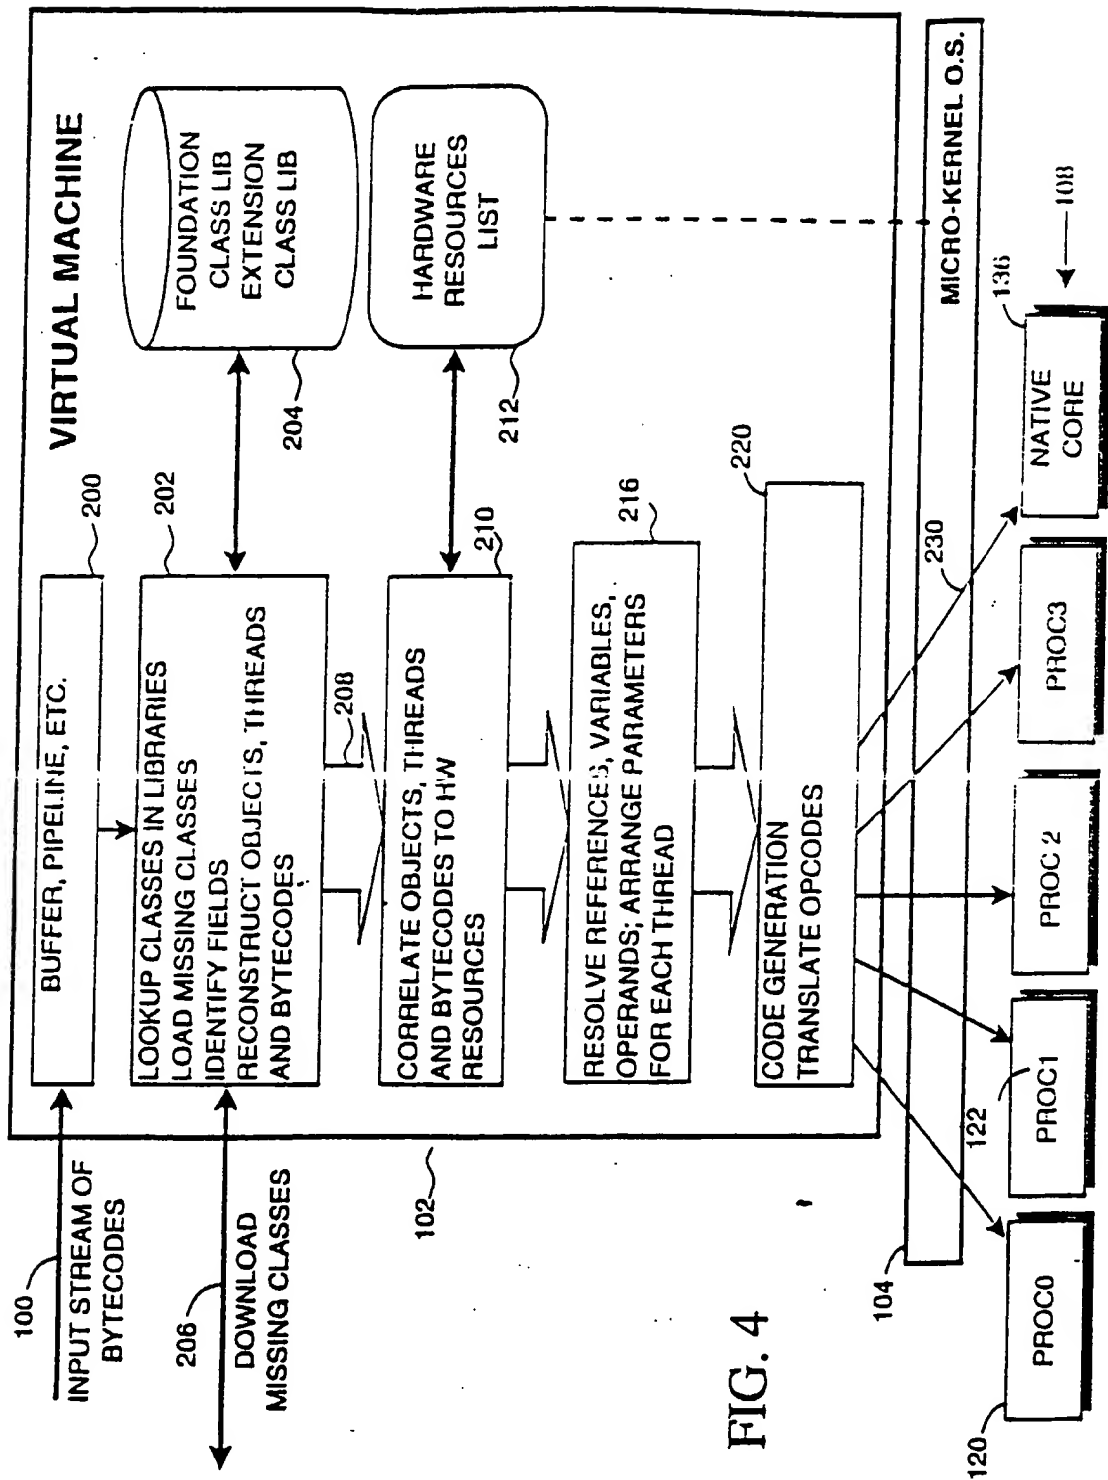 VIRTUAL MACHINE
100
INPUT STREAM OF
BYTECODES
BUFFER, PIPELINE, ETC.
200
202
LOOKUP CLASSES IN LIBRARIES
LOAD MISSING CLASSES
IDENTIFY FIELDS
RECONSTRUCT OBJECTS, THREADS
AND BYTECODES
FOUNDATION
CLASS LIB
EXTENSION
CLASS LIB
204
206
DOWNLOAD
MISSING CLASSES
208
CORRELATE OBJECTS, THREADS
AND BYTECODES TO HW
RESOURCES
210
HARDWARE
RESOURCES
LIST
212
102
RESOLVE REFERENCES, VARIABLES,
OPERANDS; ARRANGE PARAMETERS
FOR EACH THREAD
216
CODE GENERATION
TRANSLATE OPCODES
220
104
230
MICRO-KERNEL O.S.
122
136
108
PROC0
PROC1
PROC 2
PROC3
NATIVE
CORE
120
FIG. 4